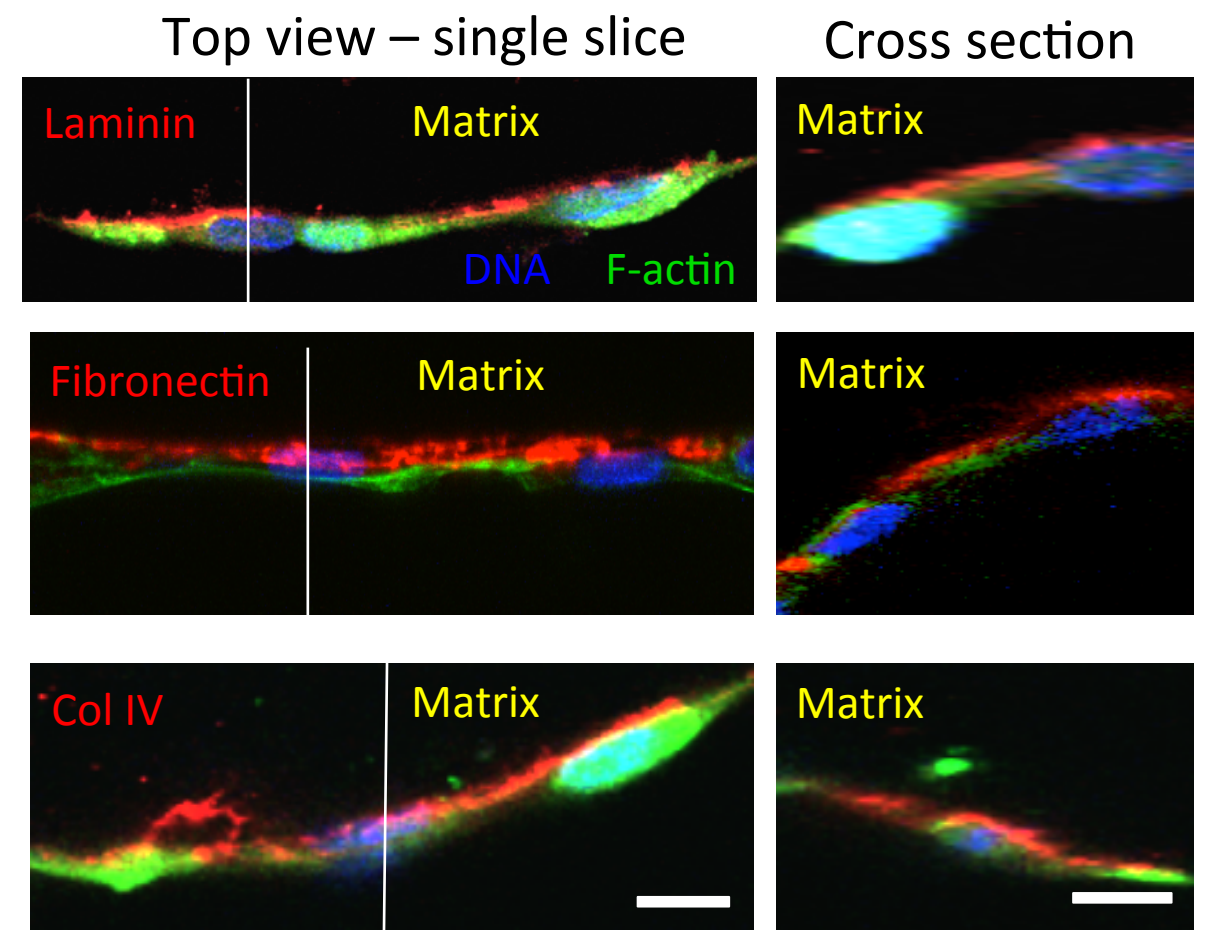 Top view – single slice
Cross section
Laminin
Matrix
DNA
F-actin
Matrix
Fibronectin
Matrix
Matrix
Col IV
Matrix
Matrix